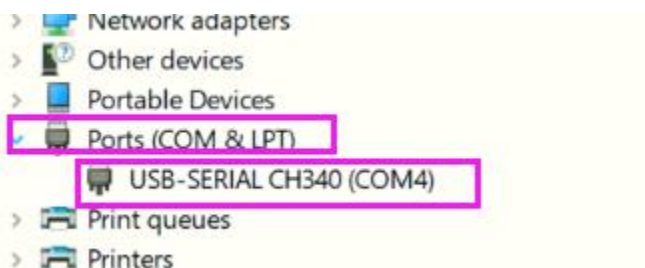 Network adapters
Other devices
Portable Devices
Ports (COM & LPT)
USB-SERIAL CH340 (COM4)
Print queues
Printers